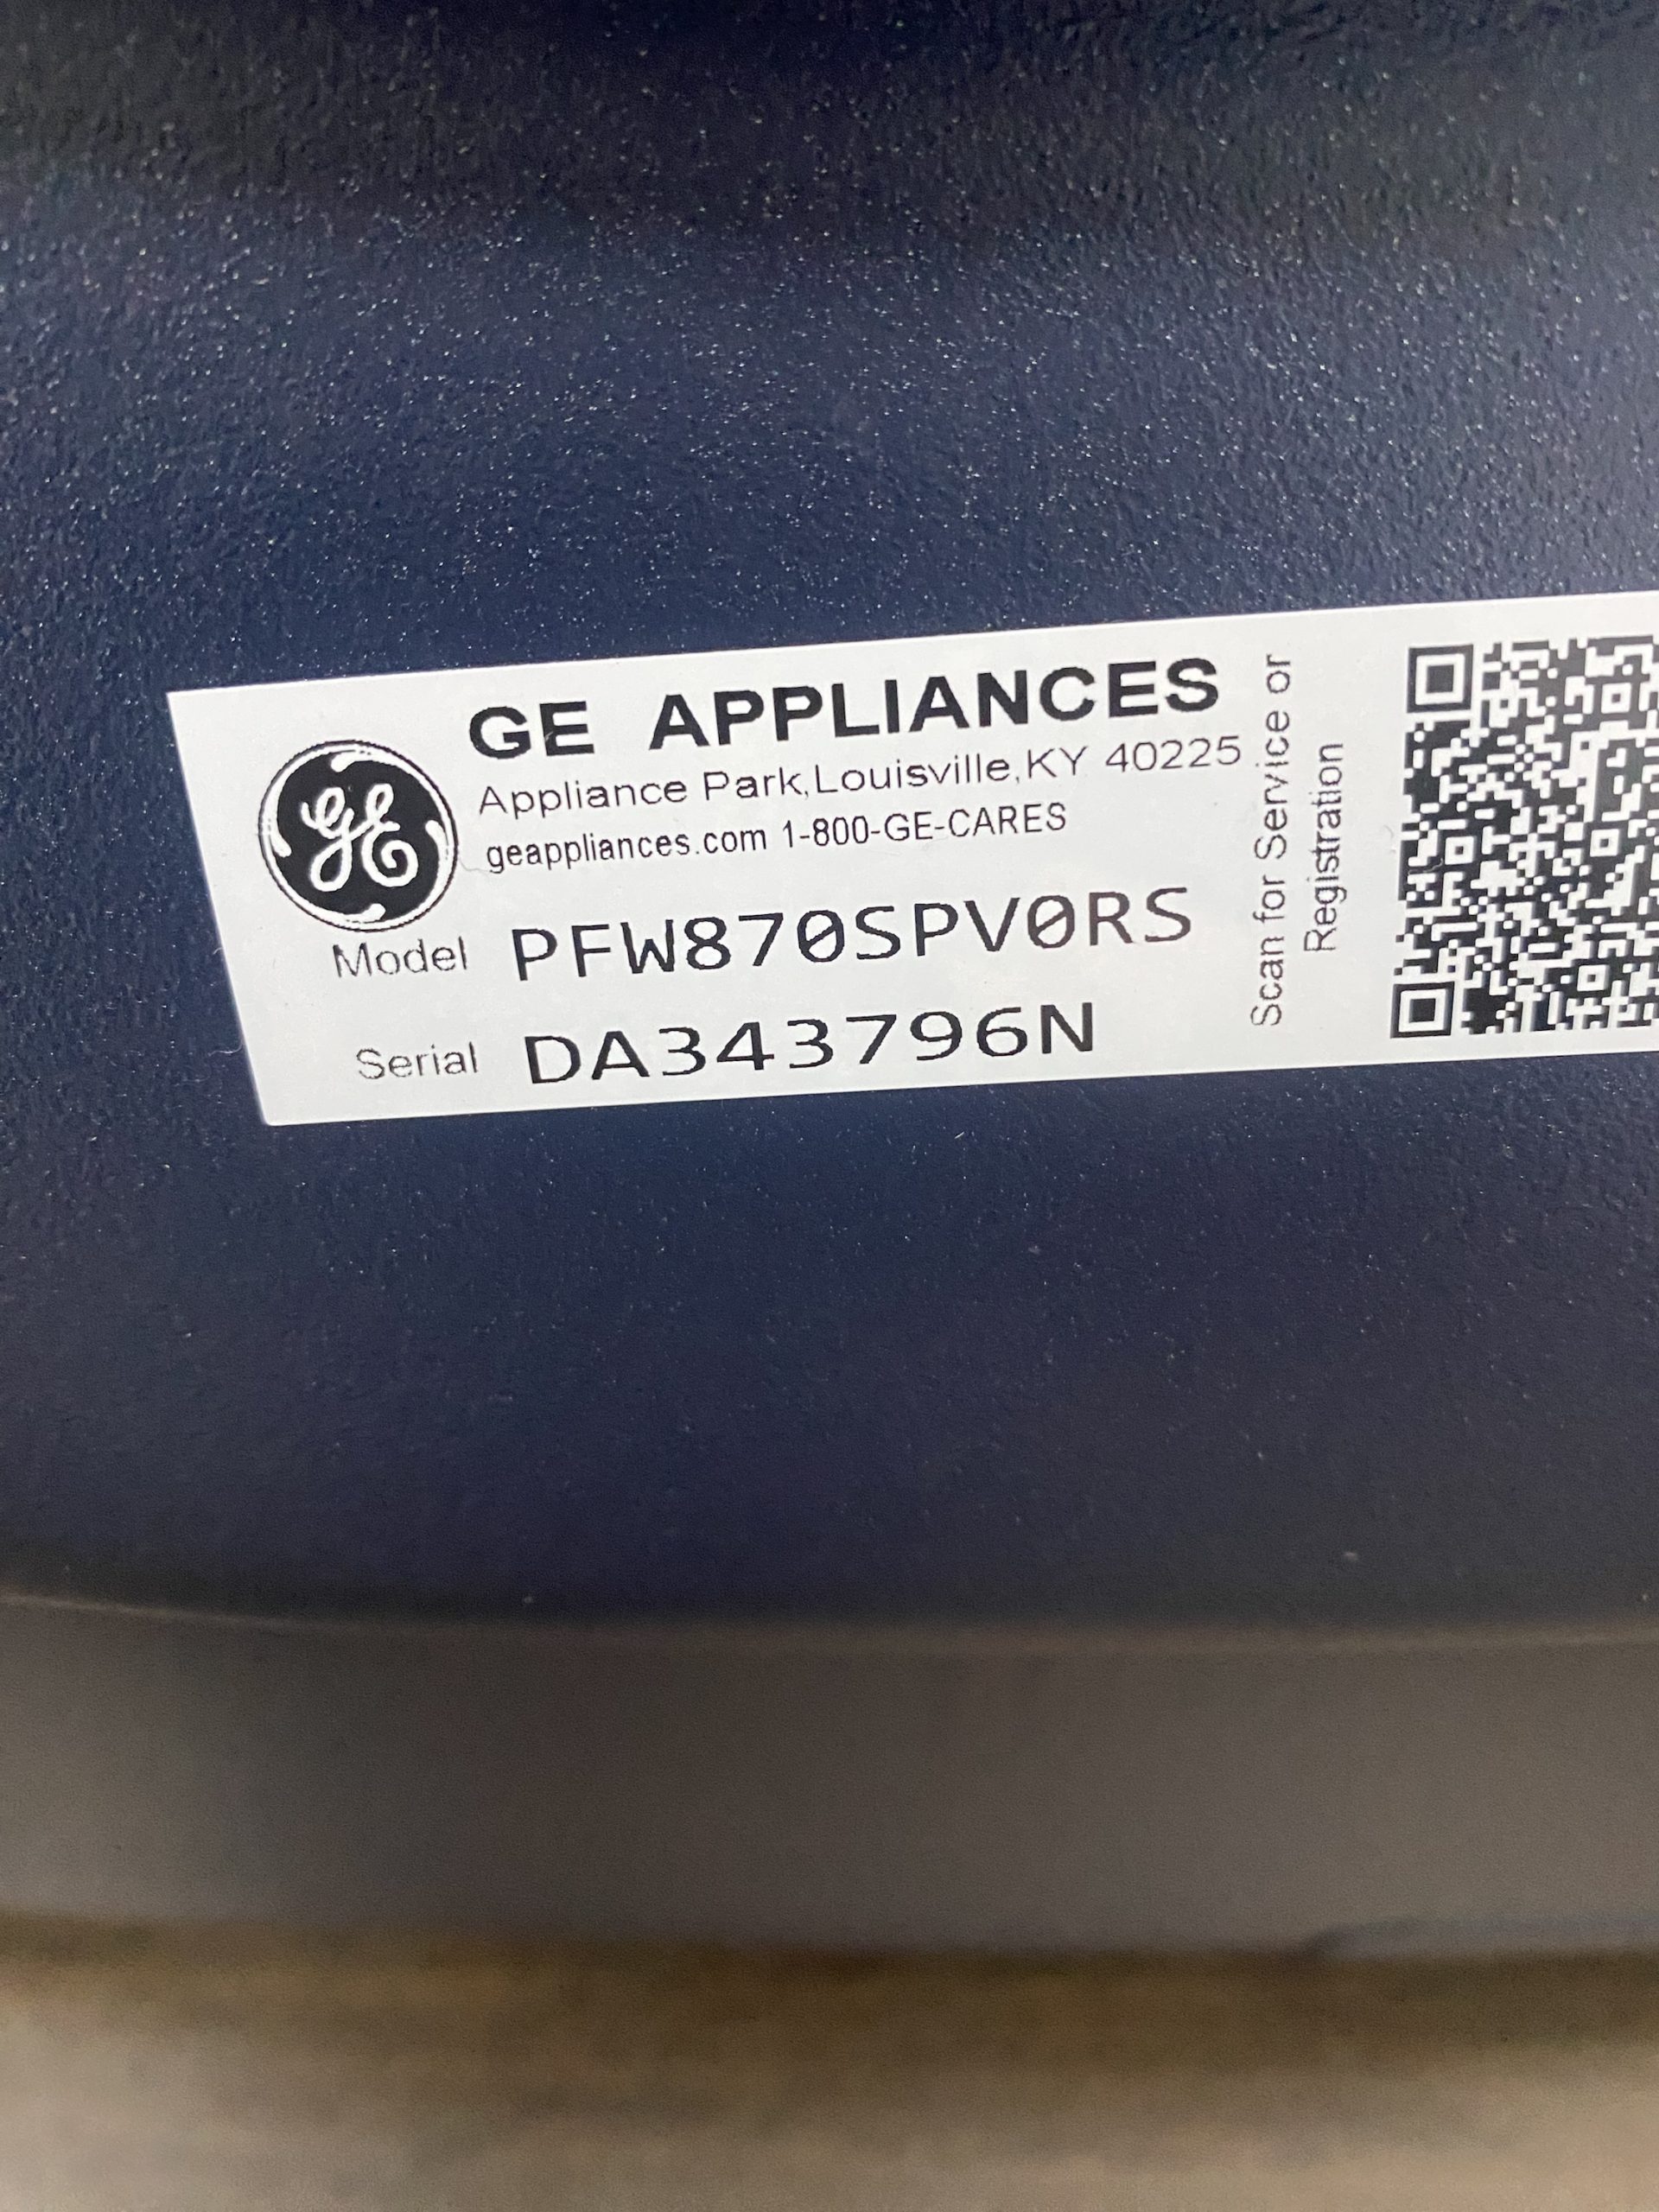 GE APPLIANCES
Appliance Park,Louisville,KY 40225
geappliances.com 1-800-GE-CARES
GE
Model PFW870SPV0RS
Serial DA343796N
Scan for Service or
Registration